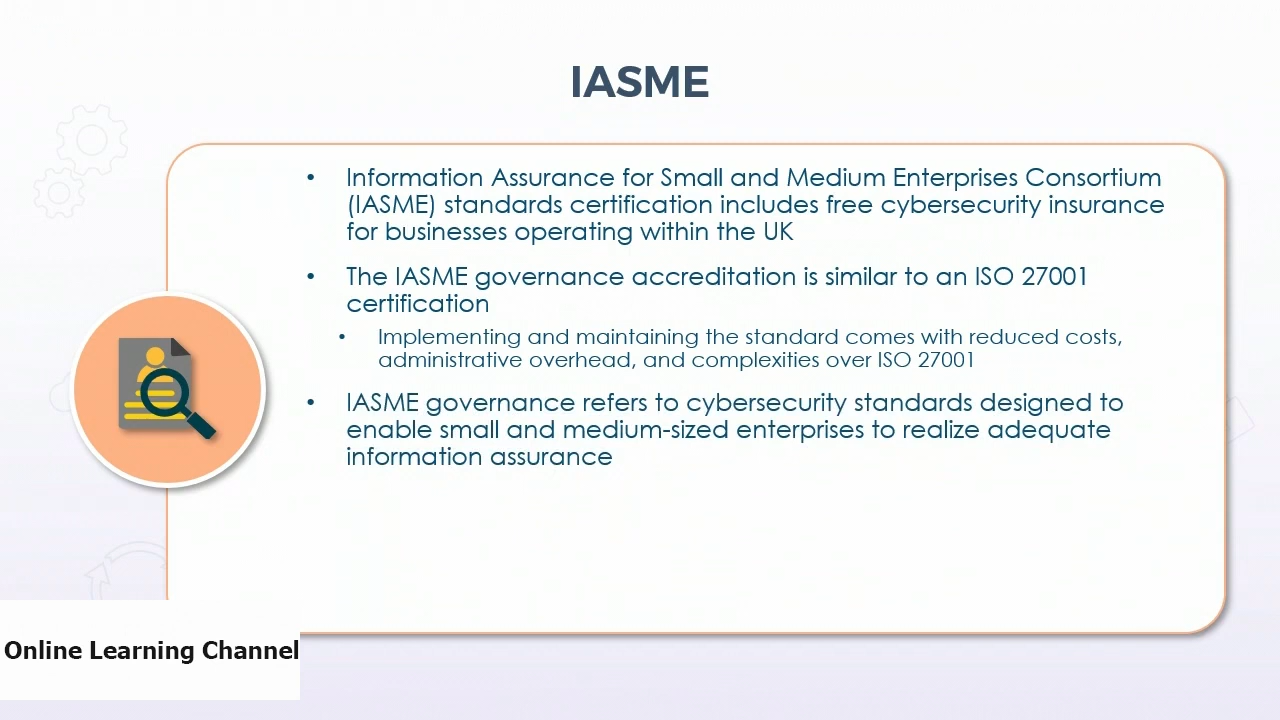 IASME
• Information Assurance for Small and Medium Enterprises Consortium
(IASME) standards certification includes free cybersecurity insurance
for businesses operating within the UK
• The IASME governance accreditation is similar to an ISO 27001
certification
• Implementing and maintaining the standard comes with reduced costs,
administrative overhead, and complexities over ISO 27001
• IASME governance refers to cybersecurity standards designed to
enable small and medium-sized enterprises to realize adequate
information assurance
Online Learning Channel